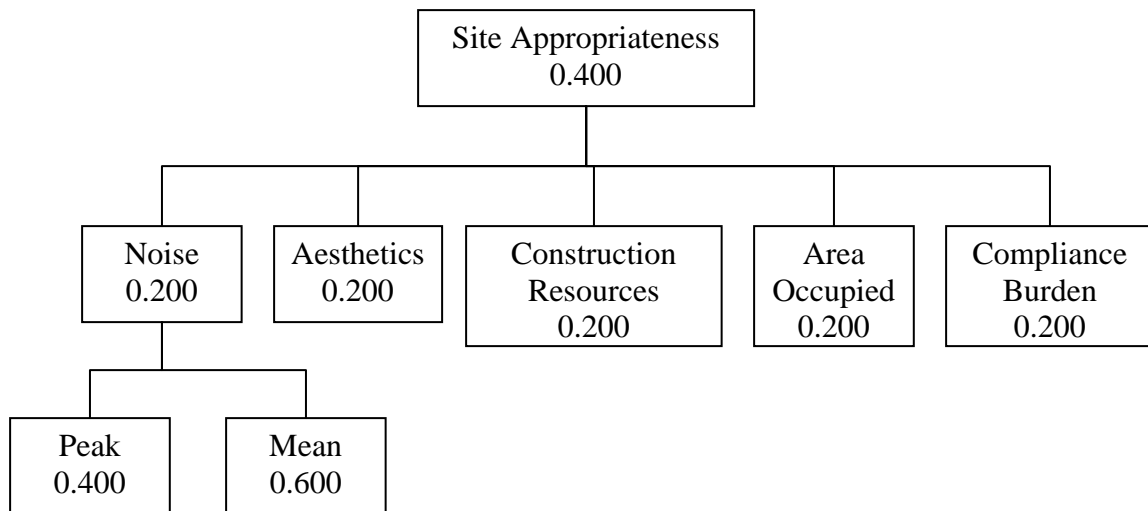 Site Appropriateness
0.400
Noise
0.200
Aesthetics
0.200
Construction
Resources
0.200
Area
Occupied
0.200
Compliance
Burden
0.200
Peak
0.400
Mean
0.600